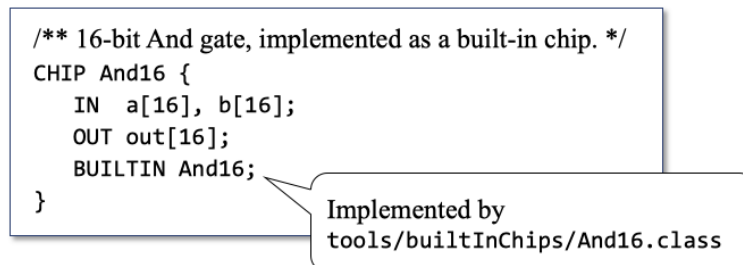 /** 16-bit And gate, implemented as a built-in chip. */
CHIP And16 {
IN a[16], b[16];
OUT out[16];
BUILTIN And16;
}
Implemented by
tools/builtInChips/And16.class